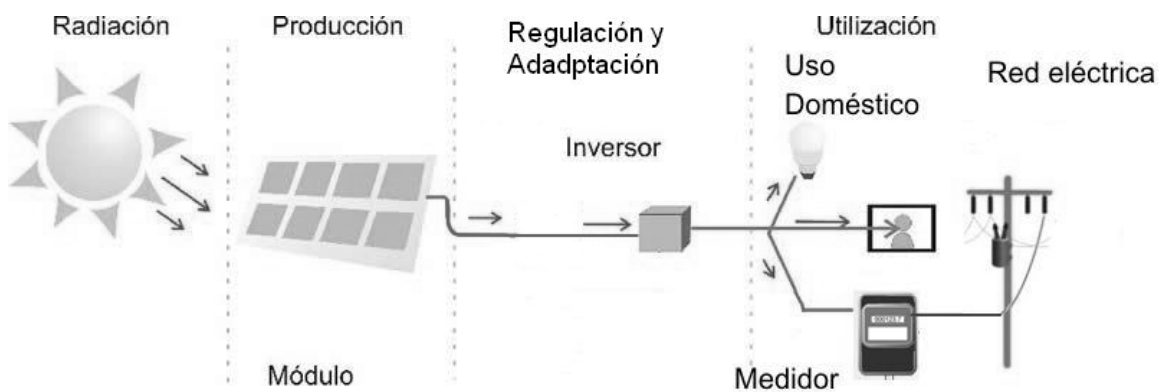 Radiación
Producción
Regulación y
Adadptación
Utilización
Uso
Doméstico
Red eléctrica
Inversor
Módulo
Medidor